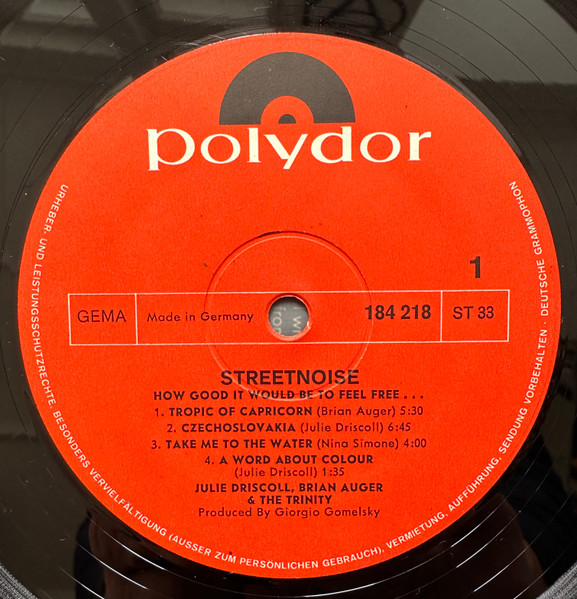 polydor
1
GEMA Made in Germany 184 218 ST 33
STREETNOISE
HOW GOOD IT WOULD BE TO FEEL FREE . . .
1. TROPIC OF CAPRICORN (Brian Auger) 5:30
2. CZECHOSLOVAKIA (Julie Driscoll) 6:45
3. TAKE ME TO THE WATER (Nina Simone) 4:00
4. A WORD ABOUT COLOUR
(Julie Driscoll) 1:35
JULIE DRISCOLL, BRIAN AUGER
& THE TRINITY
Produced By Giorgio Gomelsky
URHEBER- UND LEISTUNGSSCHUTZRECHTE. BESONDERS VERVIELFÄLTIGUNG (AUSSER ZUM PERSÖNLICHEN GEBRAUCH), VERMIETUNG, AUFFÜHRUNG, SENDUNG VORBEHALTEN - DEUTSCHE GRAMMOPHON